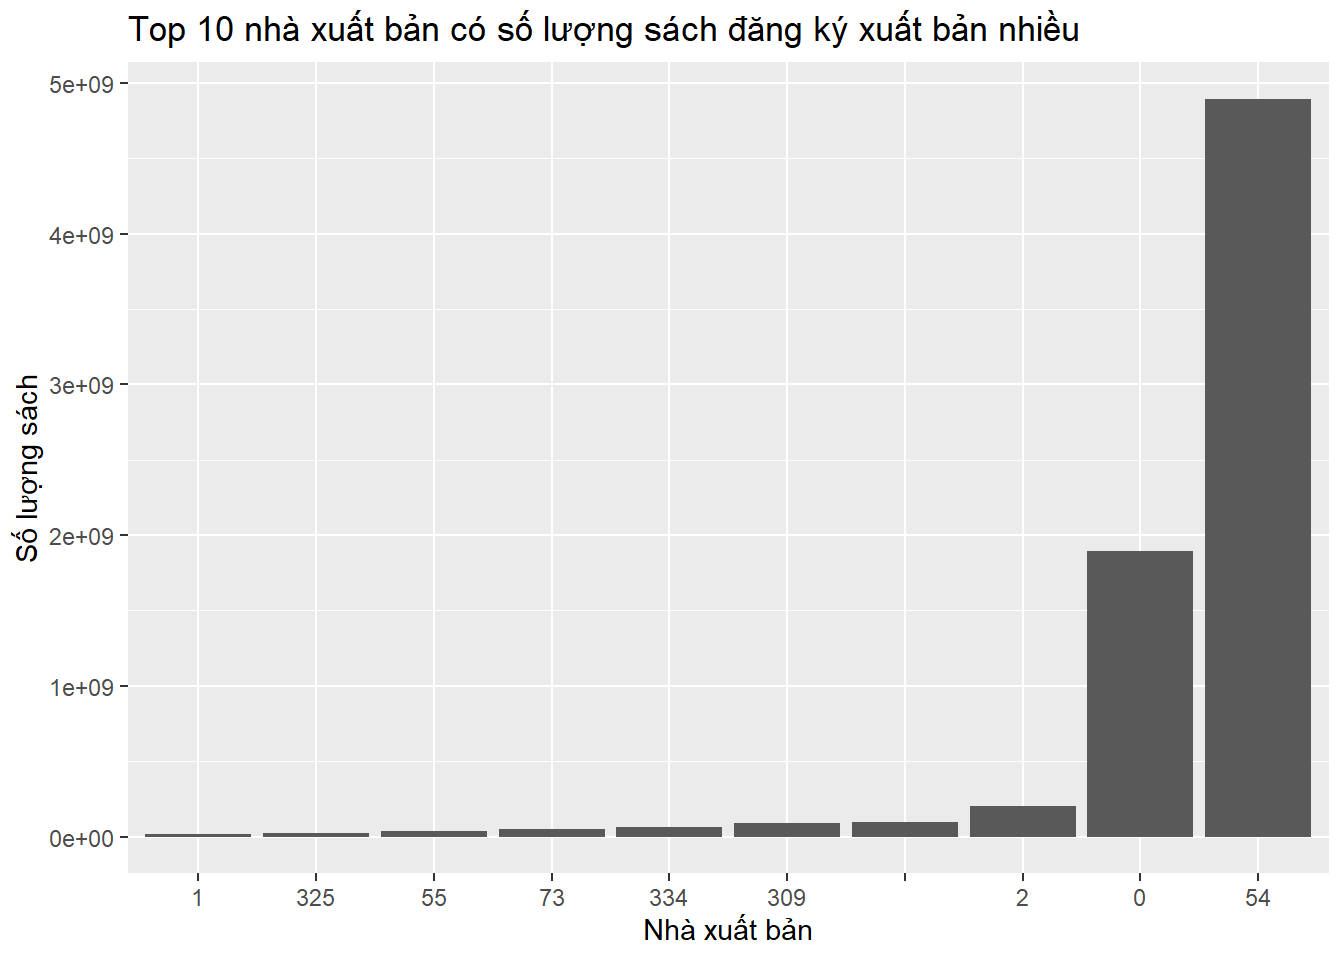 Top 10 nhà xuất bản có số lượng sách đăng ký xuất bản nhiều
Số lượng sách
5e+09
4e+09
3e+09
2e+09
1e+09
0e+00
1 325 55 73 334 309 2 0 54
Nhà xuất bản